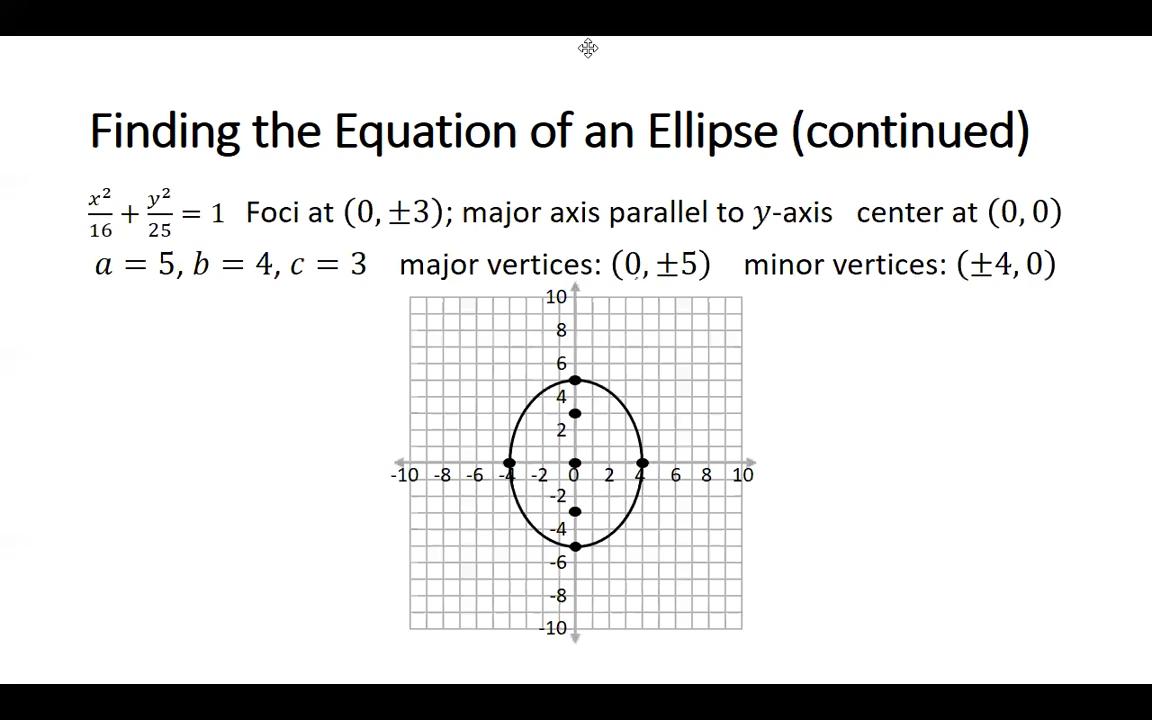 Finding the Equation of an Ellipse (continued)
x²/16 + y²/25 = 1 Foci at (0, ±3); major axis parallel to y-axis center at (0, 0)
a = 5, b = 4, c = 3 major vertices: (0, ±5) minor vertices: (±4, 0)
10
8
6
4
2
-10 -8 -6 -4 -2 0 2 4 6 8 10
-2
-4
-6
-8
-10